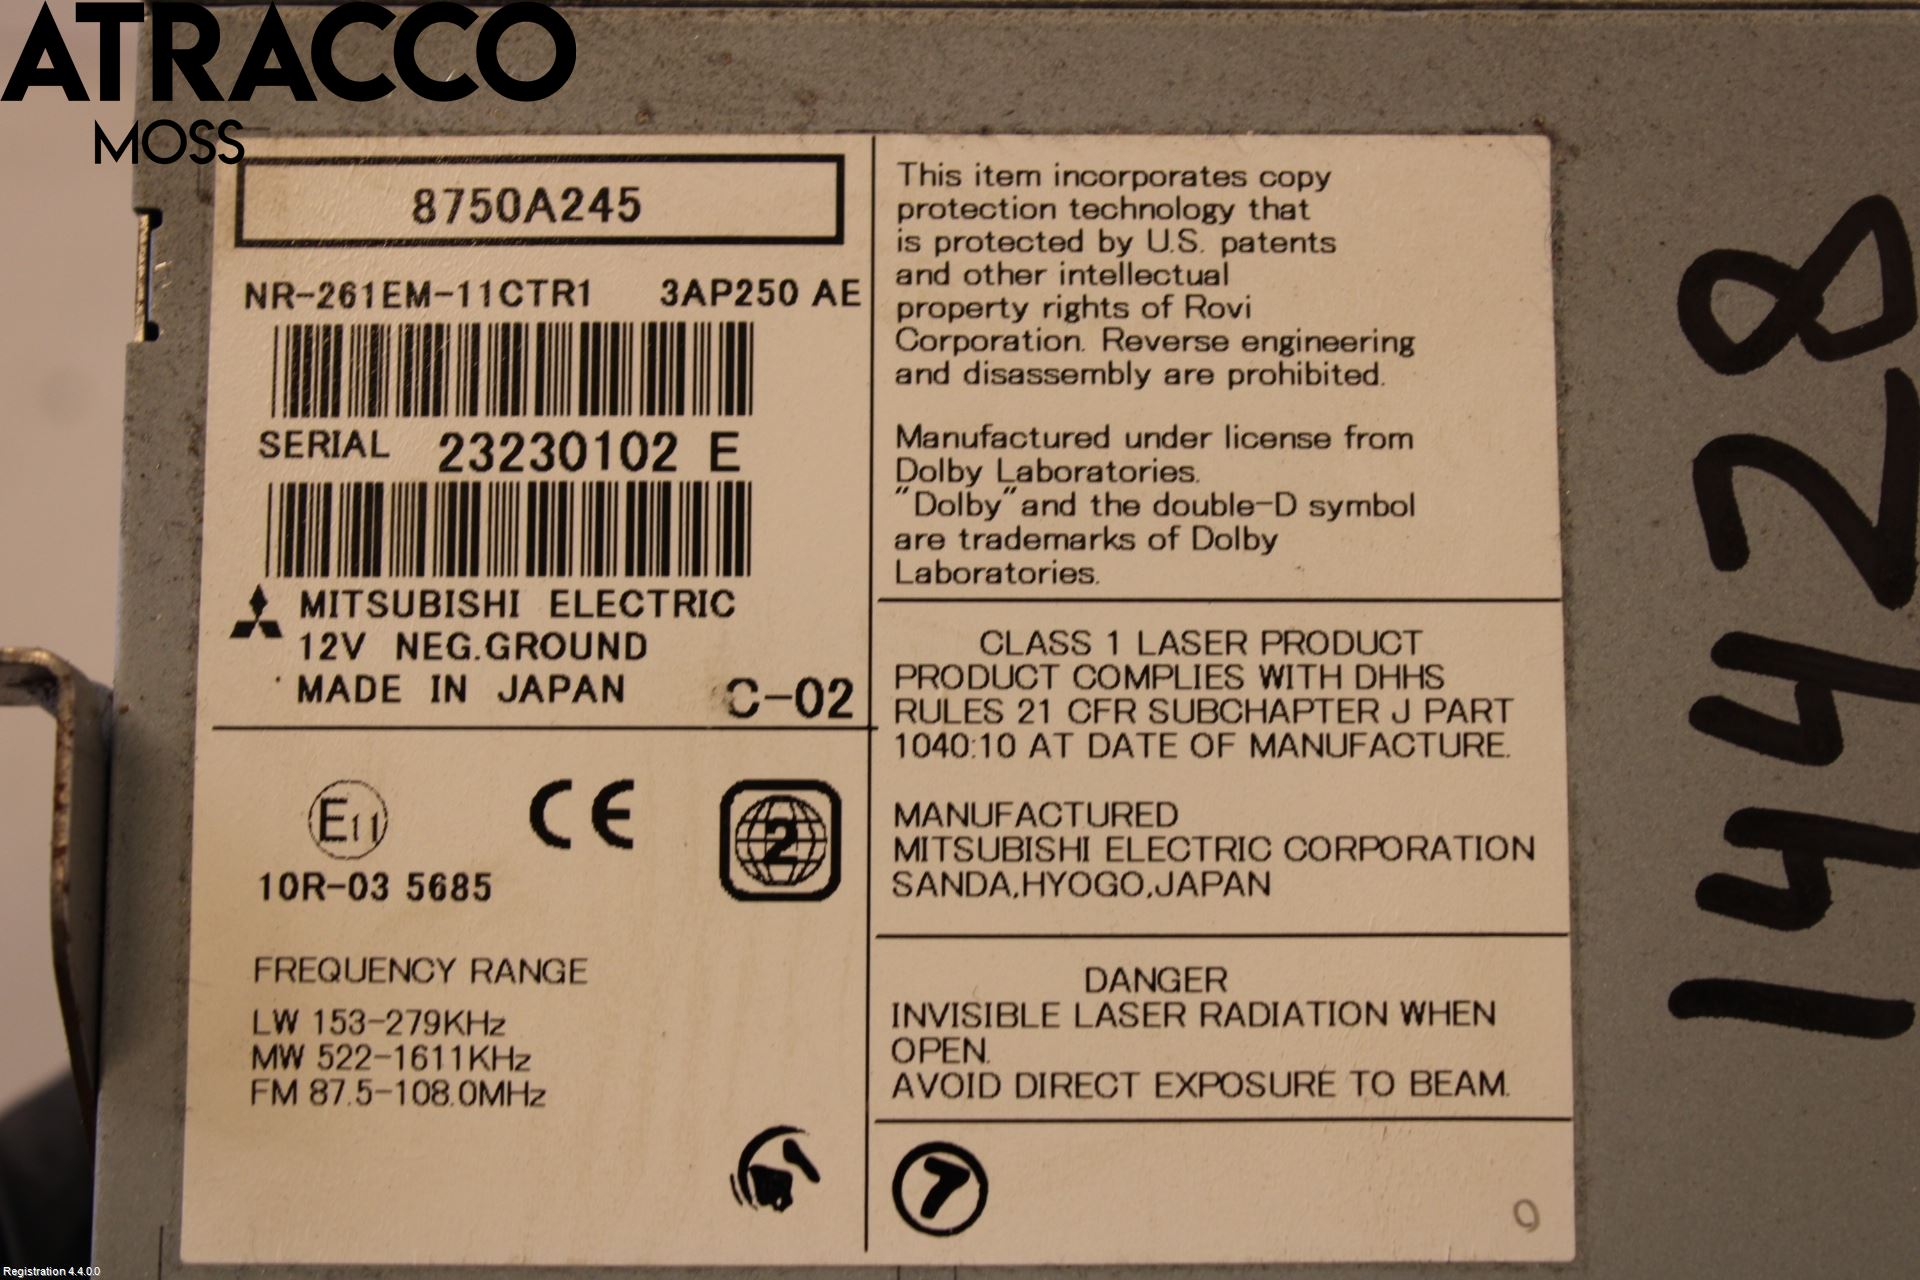 ATRACCO
MOSS
8750A245
NR-261EM-11CTR1 3AP250 AE
SERIAL 23230102 E
MITSUBISHI ELECTRIC
12V NEG.GROUND
MADE IN JAPAN C-02
E11
CE
2
10R-03 5685
FREQUENCY RANGE
LW 153-279KHz
MW 522-1611KHz
FM 87.5-108.0MHz
This item incorporates copy
protection technology that
is protected by U.S. patents
and other intellectual
property rights of Rovi
Corporation. Reverse engineering
and disassembly are prohibited.
Manufactured under license from
Dolby Laboratories.
"Dolby"and the double-D symbol
are trademarks of Dolby
Laboratories.
CLASS 1 LASER PRODUCT
PRODUCT COMPLIES WITH DHHS
RULES 21 CFR SUBCHAPTER J PART
1040:10 AT DATE OF MANUFACTURE.
MANUFACTURED
MITSUBISHI ELECTRIC CORPORATION
SANDA,HYOGO,JAPAN
DANGER
INVISIBLE LASER RADIATION WHEN
OPEN.
AVOID DIRECT EXPOSURE TO BEAM.
7
14428
Registration 4.4.0.0